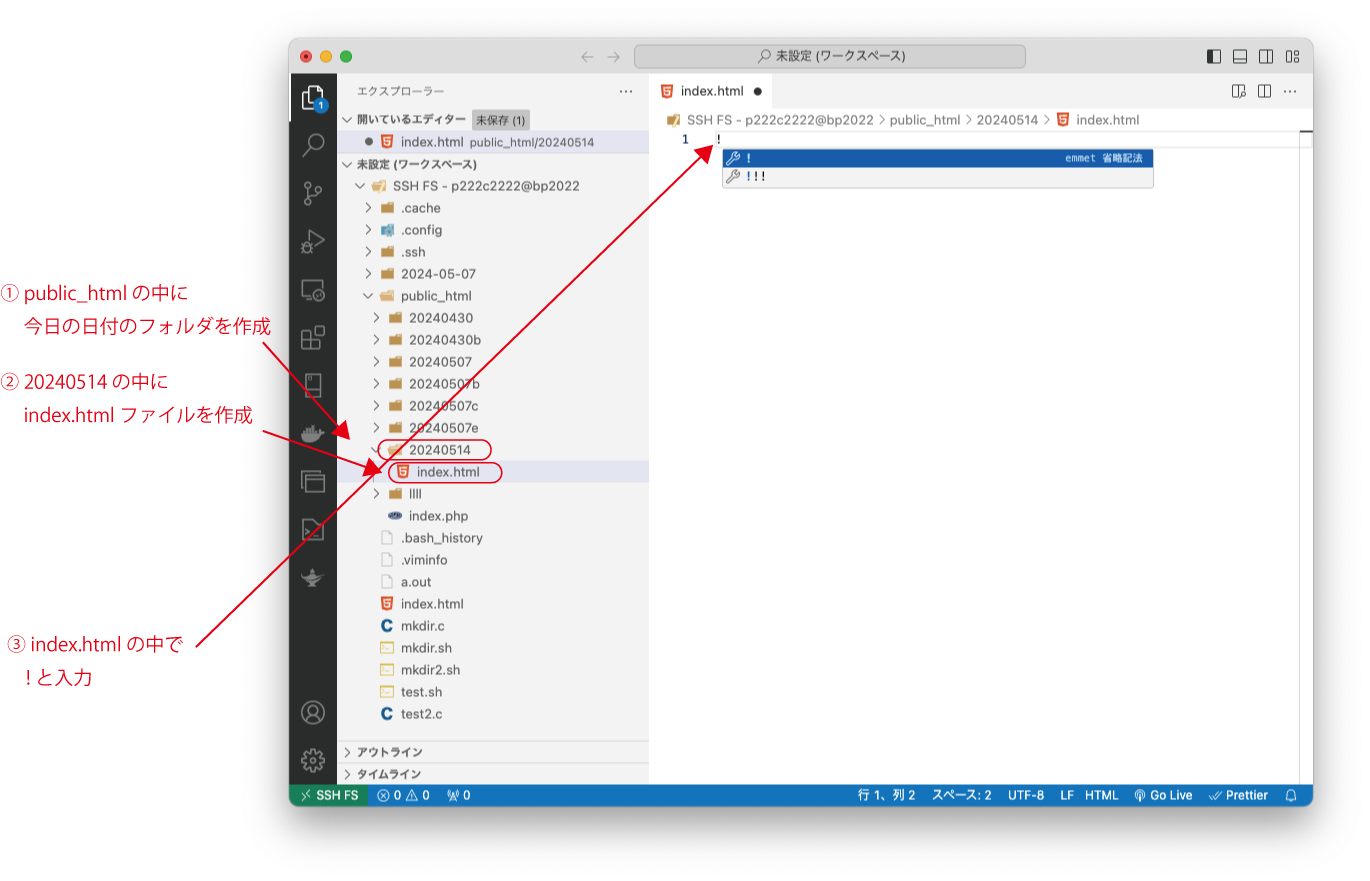 未設定 (ワークスペース)
エクスプローラー
開いているエディター 未保存 (1)
index.html public_html/20240514
未設定 (ワークスペース)
SSH FS - p222c2222@bp2022
.cache
.config
.ssh
2024-05-07
public_html
20240430
20240430b
20240507
20240507b
20240507c
20240507e
20240514
index.html
llll
index.php
.bash_history
.viminfo
a.out
index.html
mkdir.c
mkdir.sh
mkdir2.sh
test.sh
test2.c
アウトライン
タイムライン
index.html
SSH FS - p222c2222@bp2022 > public_html > 20240514 > index.html
1 !
! emmet 省略記法
!!!
① public_html の中に
今日の日付のフォルダを作成
② 20240514 の中に
index.html ファイルを作成
③ index.html の中で
! と入力
1
SSH FS 0 0 0 行 1、列 2 スペース: 2 UTF-8 LF HTML Go Live Prettier